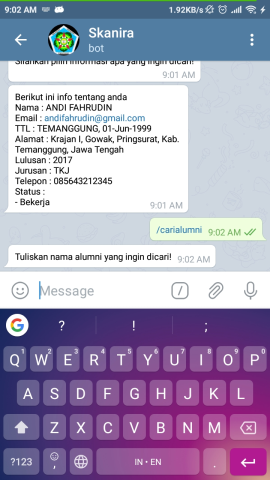 9:02 AM
1.92KB/s
Skanira
bot
Silahkan pilih informasi apa yang ingin dicari!
9:01 AM
Berikut ini info tentang anda
Nama : ANDI FAHRUDIN
Email : andifahrudin@gmail.com
TTL : TEMANGGUNG, 01-Jun-1999
Alamat : Krajan I, Gowak, Pringsurat, Kab.
Temanggung, Jawa Tengah
Lulusan : 2017
Jurusan : TKJ
Telepon : 085643212345
Status :
- Bekerja
9:01 AM
/carialumni 9:02 AM
Tuliskan nama alumni yang ingin dicari! 9:02 AM
Message
? ! ;
Q W E R T Y U I O P
1 2 3 4 5 6 7 8 9 0
A S D F G H J K L
Z X C V B N M
?123 , IN • EN .